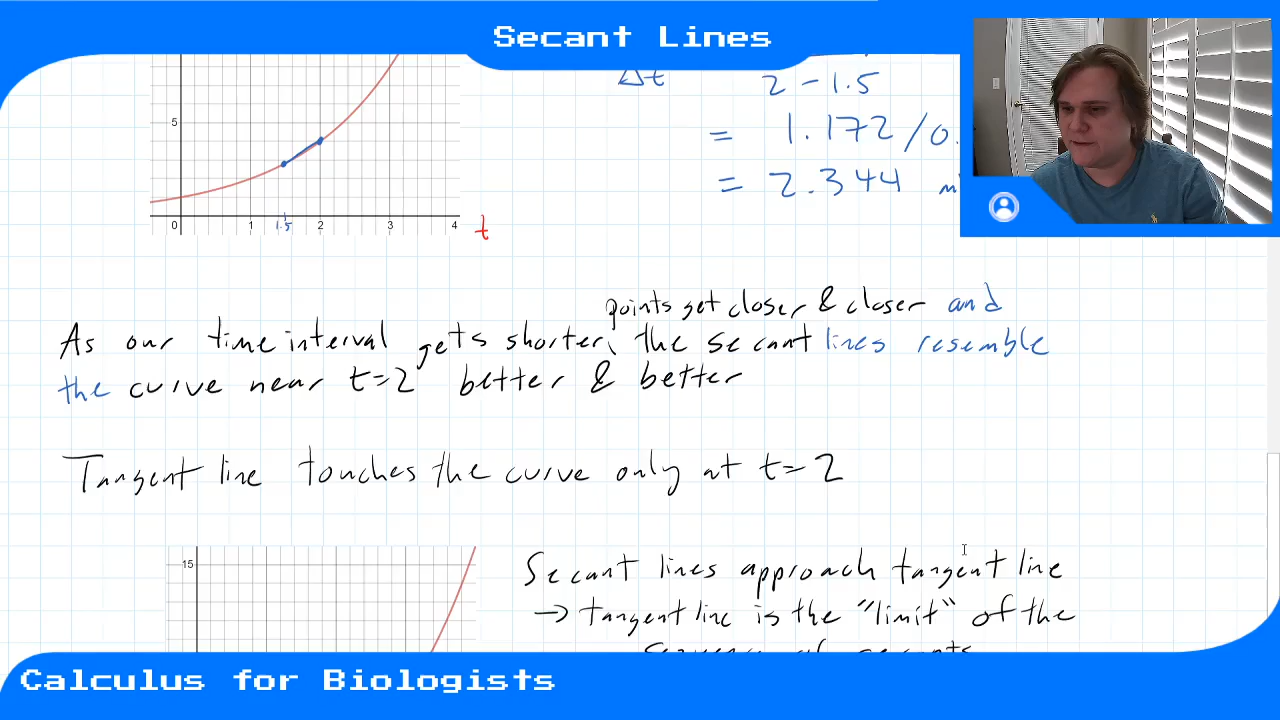 Secant Lines
Δt
2 - 1.5
= 1.172 / 0.
= 2.344 m
5
0 1 1.5 2 3 4
t
points get closer & closer and
As our time interval gets shorter, the secant lines resemble
the curve near t=2 better & better
Tangent line touches the curve only at t=2
15
Secant lines approach tangent line
→ tangent line is the "limit" of the
sequence of secants
Calculus for Biologists